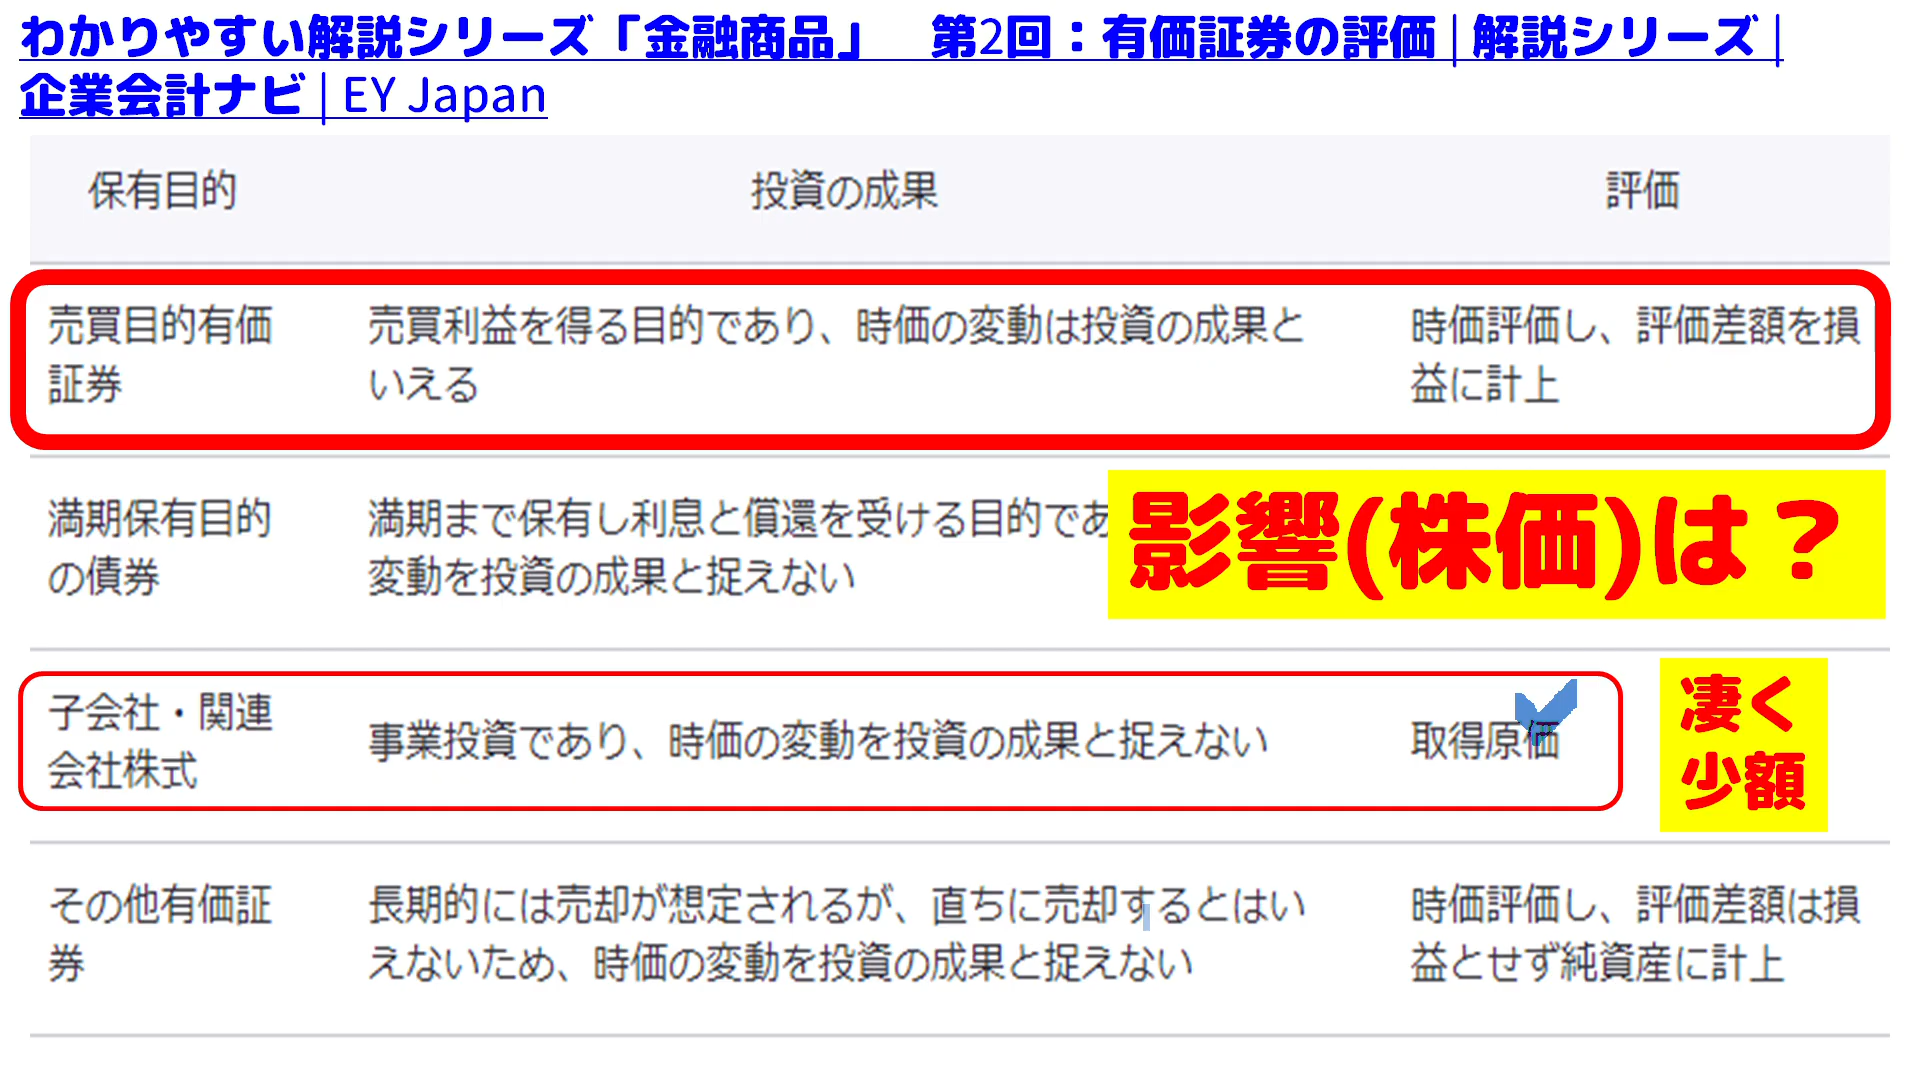 わかりやすい解説シリーズ「金融商品」　第2回：有価証券の評価 | 解説シリーズ |
企業会計ナビ | EY Japan
保有目的
投資の成果
評価
売買目的有価
証券
売買利益を得る目的であり、時価の変動は投資の成果と
いえる
時価評価し、評価差額を損
益に計上
満期保有目的
の債券
満期まで保有し利息と償還を受ける目的であ
変動を投資の成果と捉えない
影響(株価)は？
子会社・関連
会社株式
事業投資であり、時価の変動を投資の成果と捉えない
取得原価
凄く
少額
その他有価証
券
長期的には売却が想定されるが、直ちに売却するとはい
えないため、時価の変動を投資の成果と捉えない
時価評価し、評価差額は損
益とせず純資産に計上